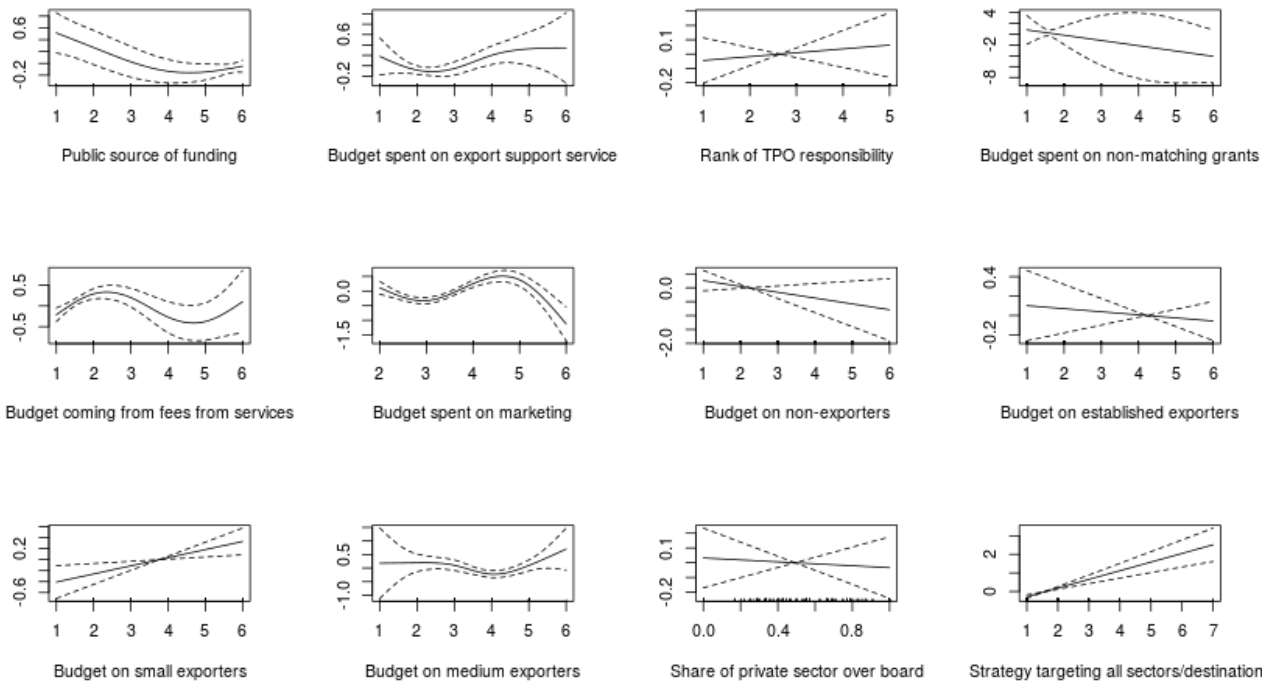 0.6
-0.2
1 2 3 4 5 6
Public source of funding
0.6
-0.2
1 2 3 4 5 6
Budget spent on export support service
0.1
-0.2
1 2 3 4 5
Rank of TPO responsibility
4
-2
-8
1 2 3 4 5 6
Budget spent on non-matching grants
0.5
-0.5
1 2 3 4 5 6
Budget coming from fees from services
0.0
-1.5
2 3 4 5 6
Budget spent on marketing
0.0
-2.0
1 2 3 4 5 6
Budget on non-exporters
0.4
-0.2
1 2 3 4 5 6
Budget on established exporters
0.2
-0.6
1 2 3 4 5 6
Budget on small exporters
0.5
-1.0
1 2 3 4 5 6
Budget on medium exporters
0.1
-0.2
0.0 0.4 0.8
Share of private sector over board
2
0
1 2 3 4 5 6 7
Strategy targeting all sectors/destination